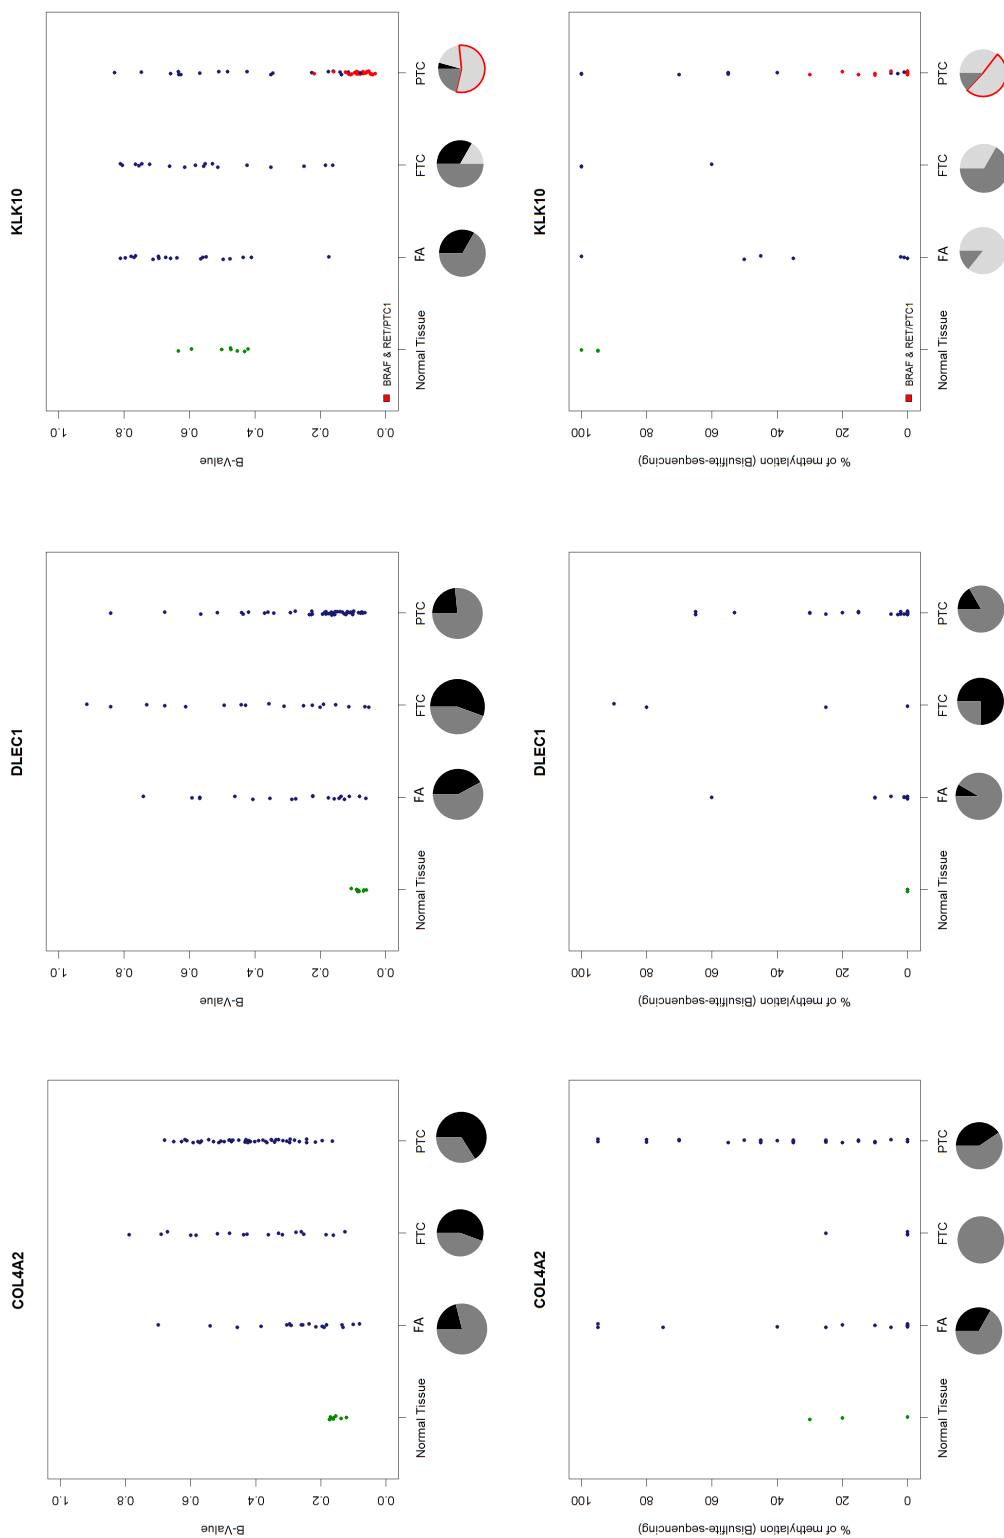 COL4A2
B-Value
1.0
0.8
0.6
0.4
0.2
0.0
Normal Tissue
FA
FTC
PTC
DLEC1
B-Value
1.0
0.8
0.6
0.4
0.2
0.0
Normal Tissue
FA
FTC
PTC
KLK10
B-Value
1.0
0.8
0.6
0.4
0.2
0.0
BRAF & RET/PTC1
Normal Tissue
FA
FTC
PTC
COL4A2
% of methylation (Bisulfite-sequencing)
100
80
60
40
20
0
Normal Tissue
FA
FTC
PTC
DLEC1
% of methylation (Bisulfite-sequencing)
100
80
60
40
20
0
Normal Tissue
FA
FTC
PTC
KLK10
% of methylation (Bisulfite-sequencing)
100
80
60
40
20
0
BRAF & RET/PTC1
Normal Tissue
FA
FTC
PTC